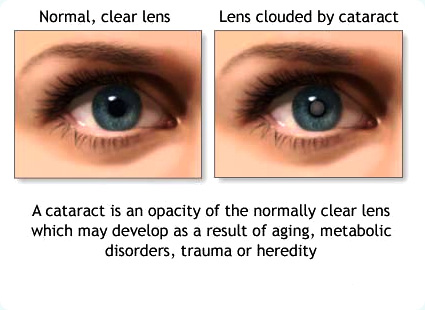 Normal, clear lens
Lens clouded by cataract
A cataract is an opacity of the normally clear lens
which may develop as a result of aging, metabolic
disorders, trauma or heredity